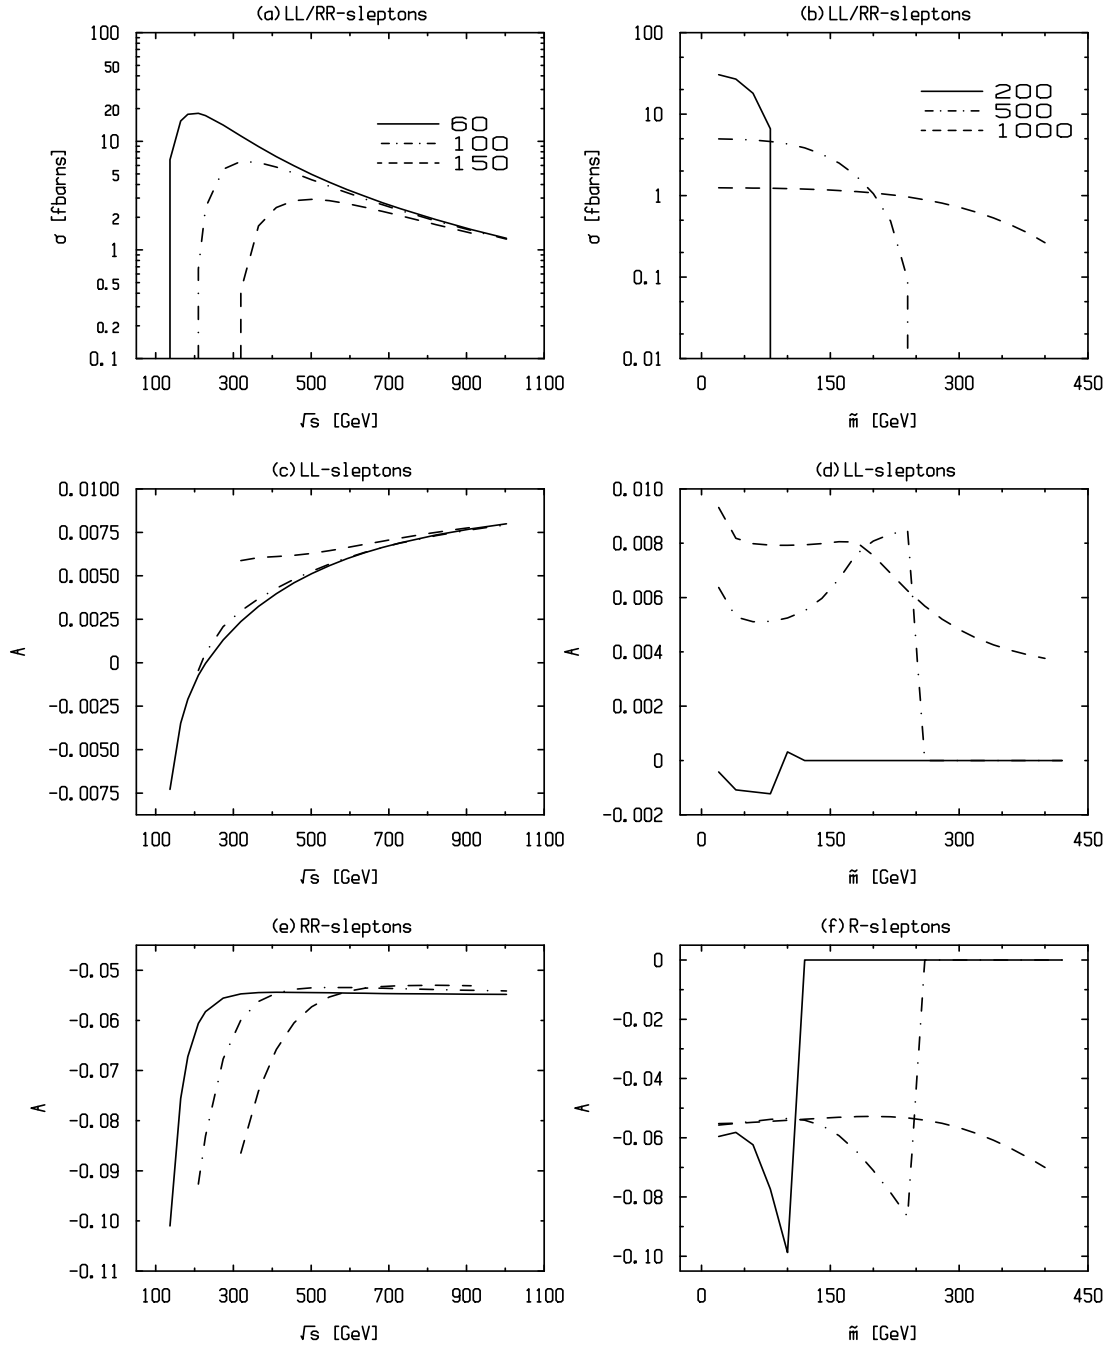 (a) LL/RR-sleptons
100
50
20
10
5
2
1
0.5
0.2
0.1
σ [fbarns]
60
100
150
100 300 500 700 900 1100
√s [GeV]
(b) LL/RR-sleptons
100
10
1
0.1
0.01
σ [fbarns]
200
500
1000
0 150 300 450
m̃ [GeV]
(c) LL-sleptons
0.0100
0.0075
0.0050
0.0025
0
-0.0025
-0.0050
-0.0075
A
100 300 500 700 900 1100
√s [GeV]
(d) LL-sleptons
0.010
0.008
0.006
0.004
0.002
0
-0.002
A
0 150 300 450
m̃ [GeV]
(e) RR-sleptons
-0.05
-0.06
-0.07
-0.08
-0.09
-0.10
-0.11
A
100 300 500 700 900 1100
√s [GeV]
(f) R-sleptons
0
-0.02
-0.04
-0.06
-0.08
-0.10
A
0 150 300 450
m̃ [GeV]